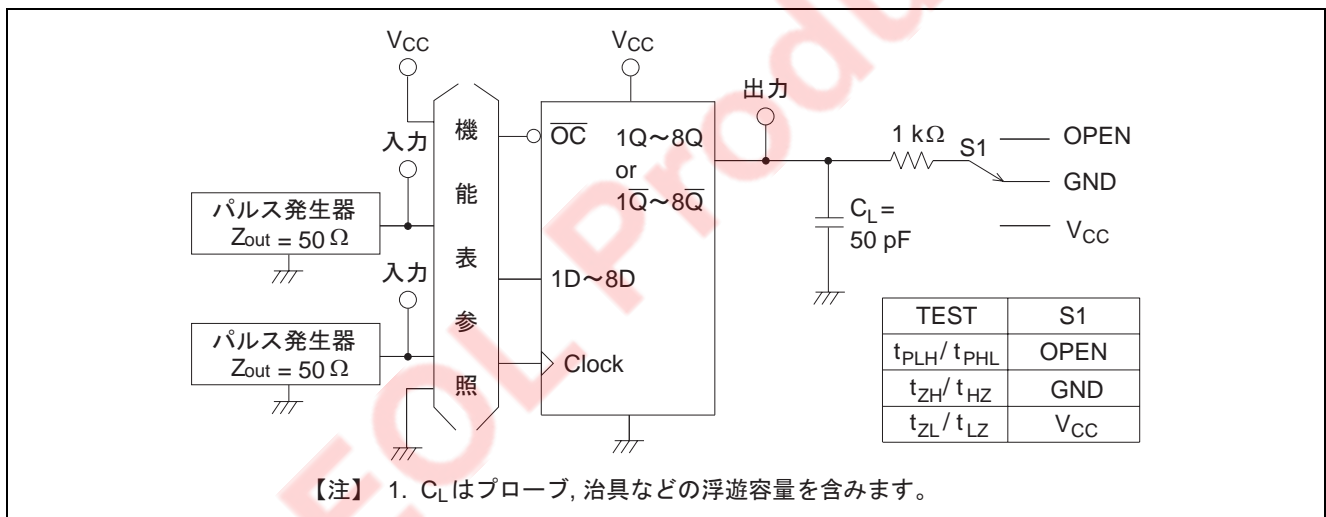 EOL Produ
VCC
VCC
入力
パルス発生器
Zout = 50 Ω
入力
パルス発生器
Zout = 50 Ω
機能表参照
OC
1Q～8Q
or
1Q～8Q
1D～8D
Clock
出力
1 kΩ
S1
OPEN
GND
VCC
CL =
50 pF
TEST S1
tPLH / tPHL OPEN
tZH / tHZ GND
tZL / tLZ VCC
【注】 1. CLはプローブ, 治具などの浮遊容量を含みます。